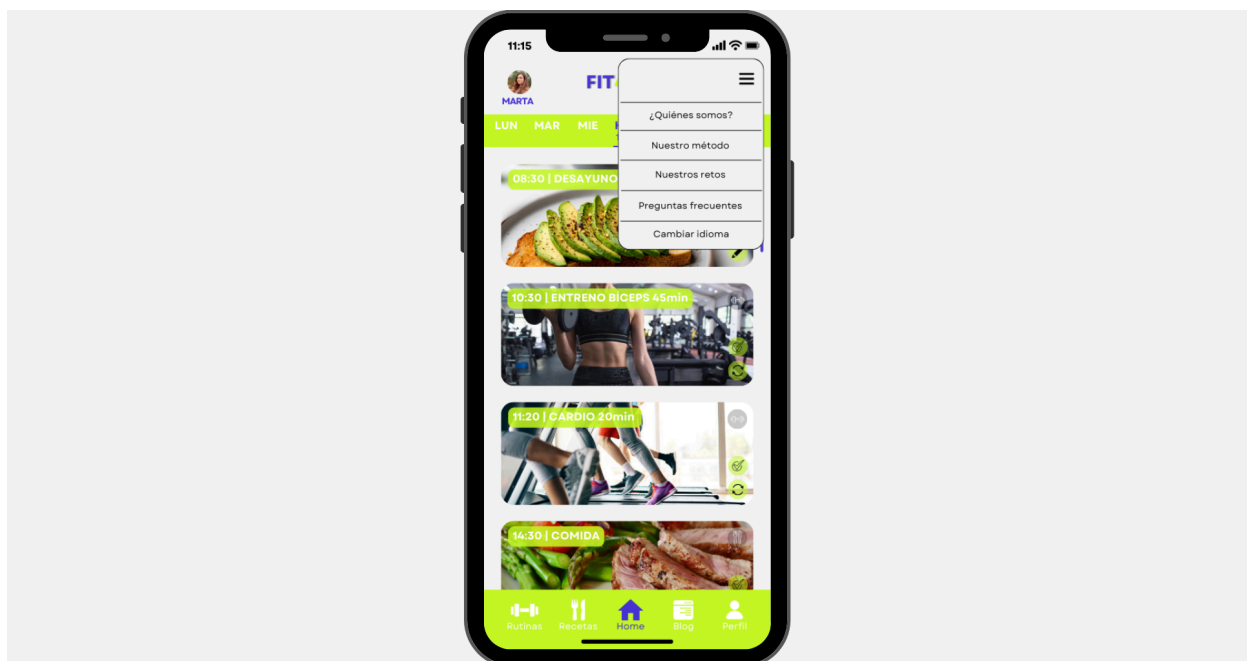 11:15
MARTA
FIT
LUN MAR MIE
¿Quiénes somos?
Nuestro método
Nuestros retos
Preguntas frecuentes
Cambiar idioma
08:30 | DESAYUNO
10:30 | ENTRENO BÍCEPS 45min
11:20 | CARDIO 20min
14:30 | COMIDA
Rutinas Recetas Home Blog Perfil